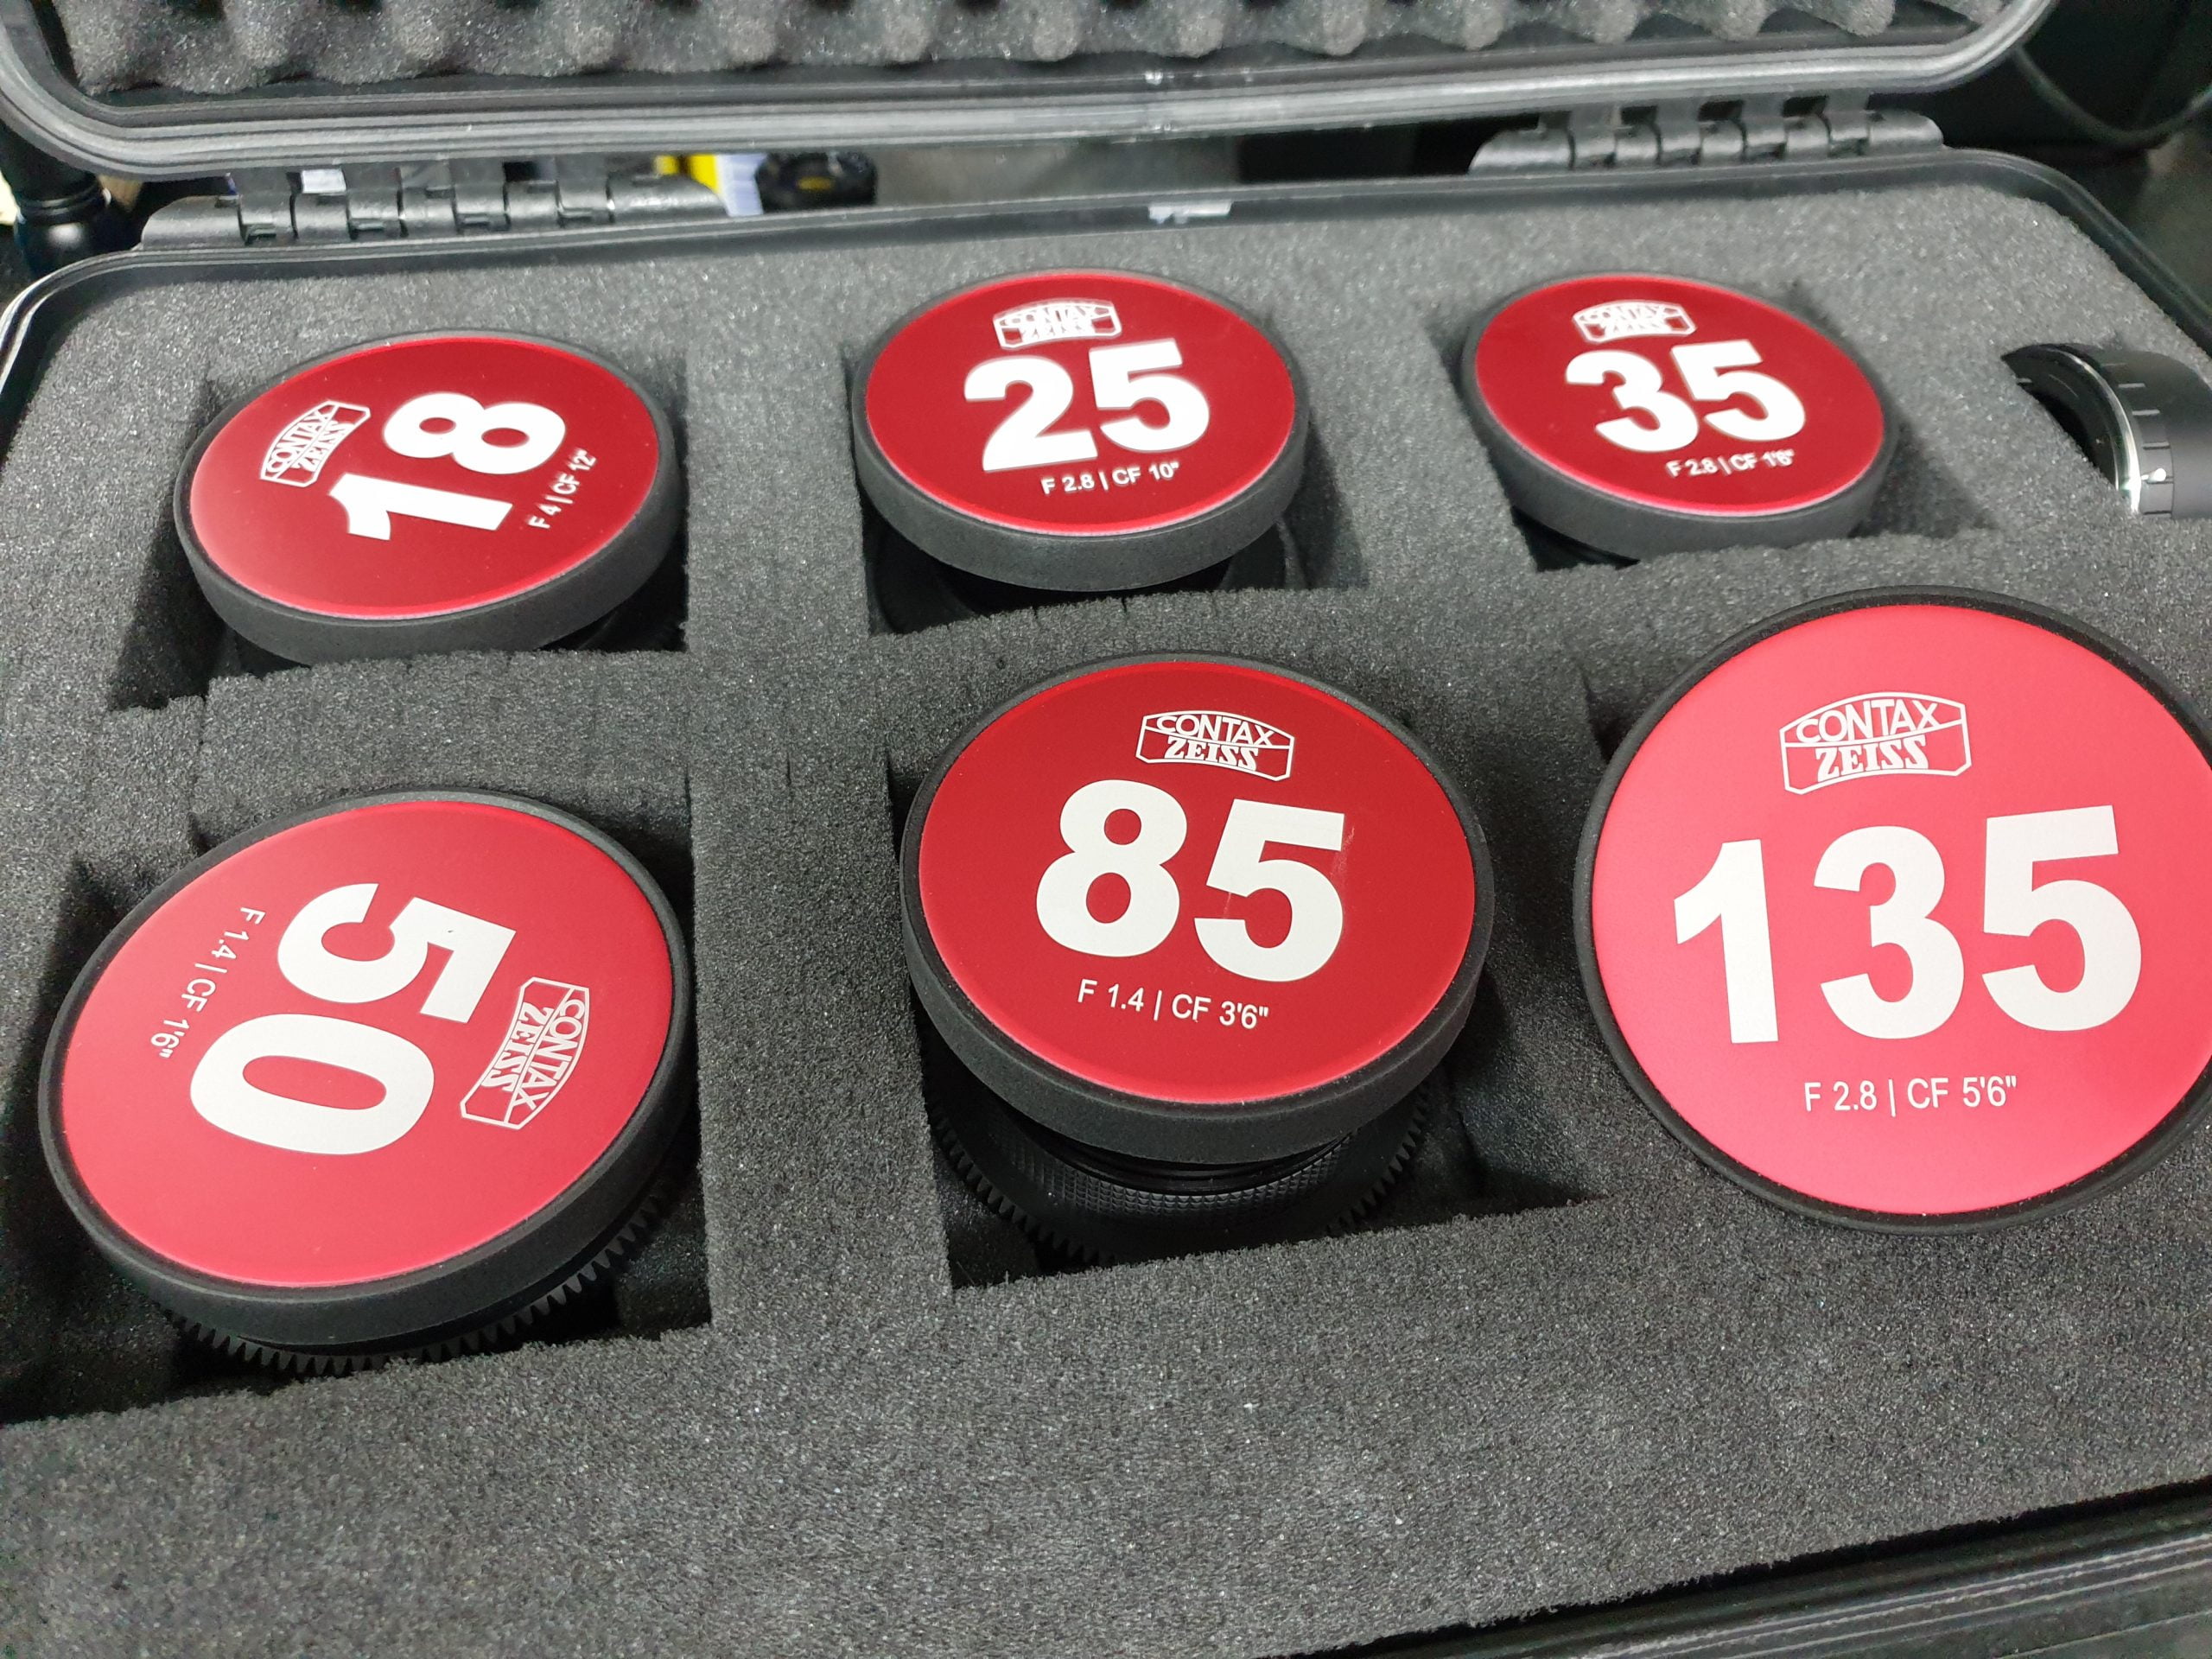 CONTAX
ZEISS
18
F 4 | CF 12"
CONTAX
ZEISS
25
F 2.8 | CF 10"
CONTAX
ZEISS
35
F 2.8 | CF 1'6"
CONTAX
ZEISS
50
F 1.4 | CF 1'6"
CONTAX
ZEISS
85
F 1.4 | CF 3'6"
CONTAX
ZEISS
135
F 2.8 | CF 5'6"